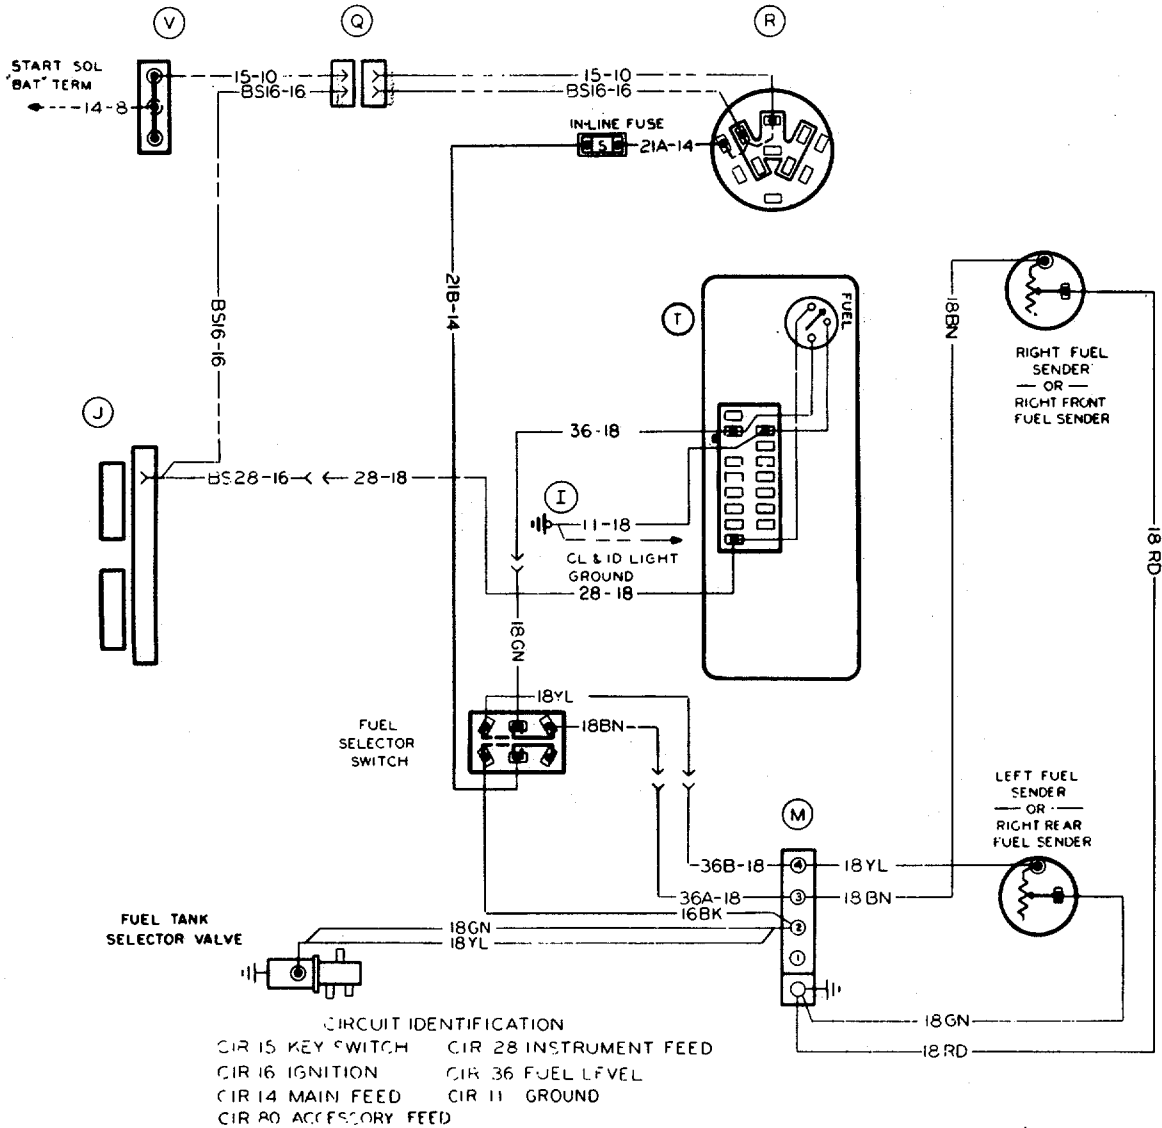 V
Q
R
START SOL
"BAT" TERM
14-8
15-10
BS16-16
15-10
BS16-16
IN-LINE FUSE
5
21A-14
21B-14
BS16-16
18BN
T
FUEL
RIGHT FUEL
SENDER
— OR —
RIGHT FRONT
FUEL SENDER
J
36-18
BS28-16
28-18
I
11-18
CL & ID LIGHT
GROUND
28-18
18 RD
18GN
18YL
18BN
FUEL
SELECTOR
SWITCH
LEFT FUEL
SENDER
— OR —
RIGHT REAR
FUEL SENDER
M
36B-18
4
18YL
36A-18
3
18BN
16BK
2
18GN
18YL
1
FUEL TANK
SELECTOR VALVE
18GN
18RD
CIRCUIT IDENTIFICATION
CIR 15 KEY SWITCH
CIR 28 INSTRUMENT FEED
CIR 16 IGNITION
CIR 36 FUEL LEVEL
CIR 14 MAIN FEED
CIR 11 GROUND
CIR 80 ACCESSORY FEED